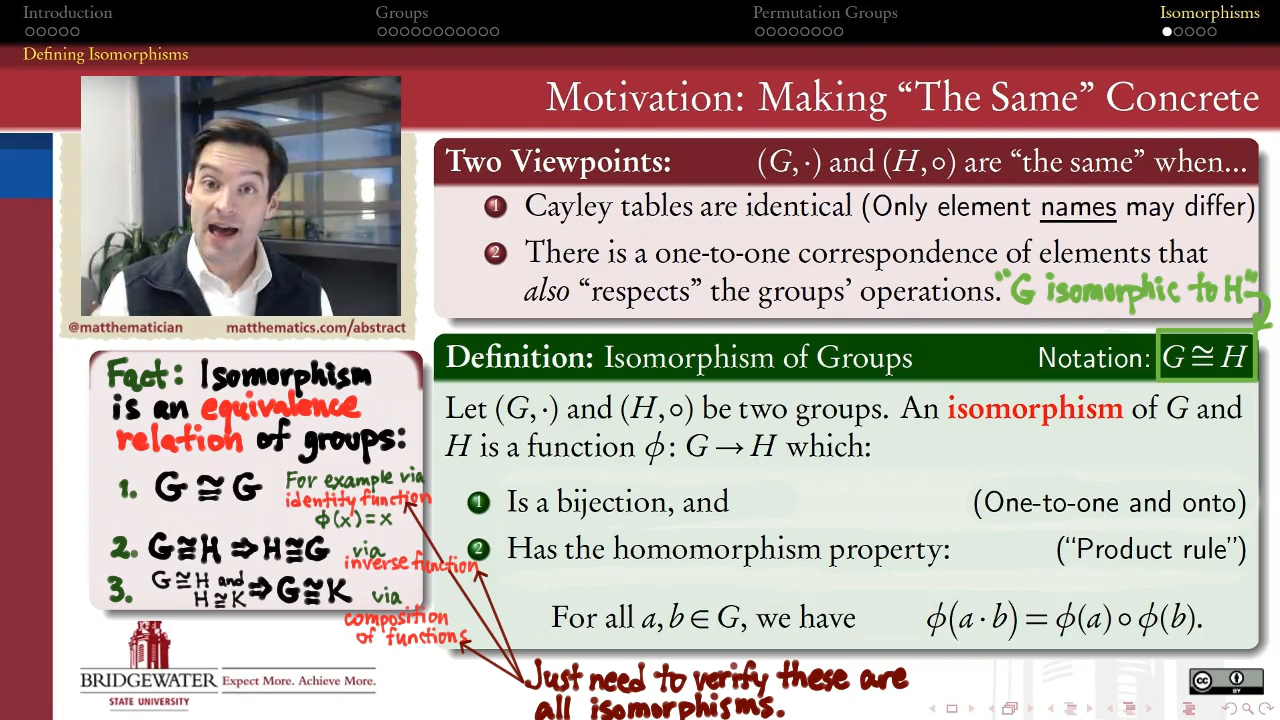 Introduction
Groups
Permutation Groups
Isomorphisms
Defining Isomorphisms
Motivation: Making “The Same” Concrete
Two Viewpoints: (G, ·) and (H, ∘) are “the same” when...
1 Cayley tables are identical (Only element names may differ)
2 There is a one-to-one correspondence of elements that
also “respects” the groups’ operations. "G isomorphic to H"
@matthematician matthematics.com/abstract
Definition: Isomorphism of Groups Notation: G ≅ H
Let (G, ·) and (H, ∘) be two groups. An isomorphism of G and
H is a function ϕ: G → H which:
1 Is a bijection, and (One-to-one and onto)
2 Has the homomorphism property: (“Product rule”)
For all a, b ∈ G, we have ϕ(a · b) = ϕ(a) ∘ ϕ(b).
Fact: Isomorphism
is an equivalence
relation of groups:
1. G ≅ G For example via
identity function
ϕ(x) = x
2. G ≅ H ⇒ H ≅ G via
inverse function
3. G ≅ H and
H ≅ K ⇒ G ≅ K via
composition
of functions
Just need to verify these are
all isomorphisms.
BRIDGEWATER
STATE UNIVERSITY
Expect More. Achieve More.
cc
BY